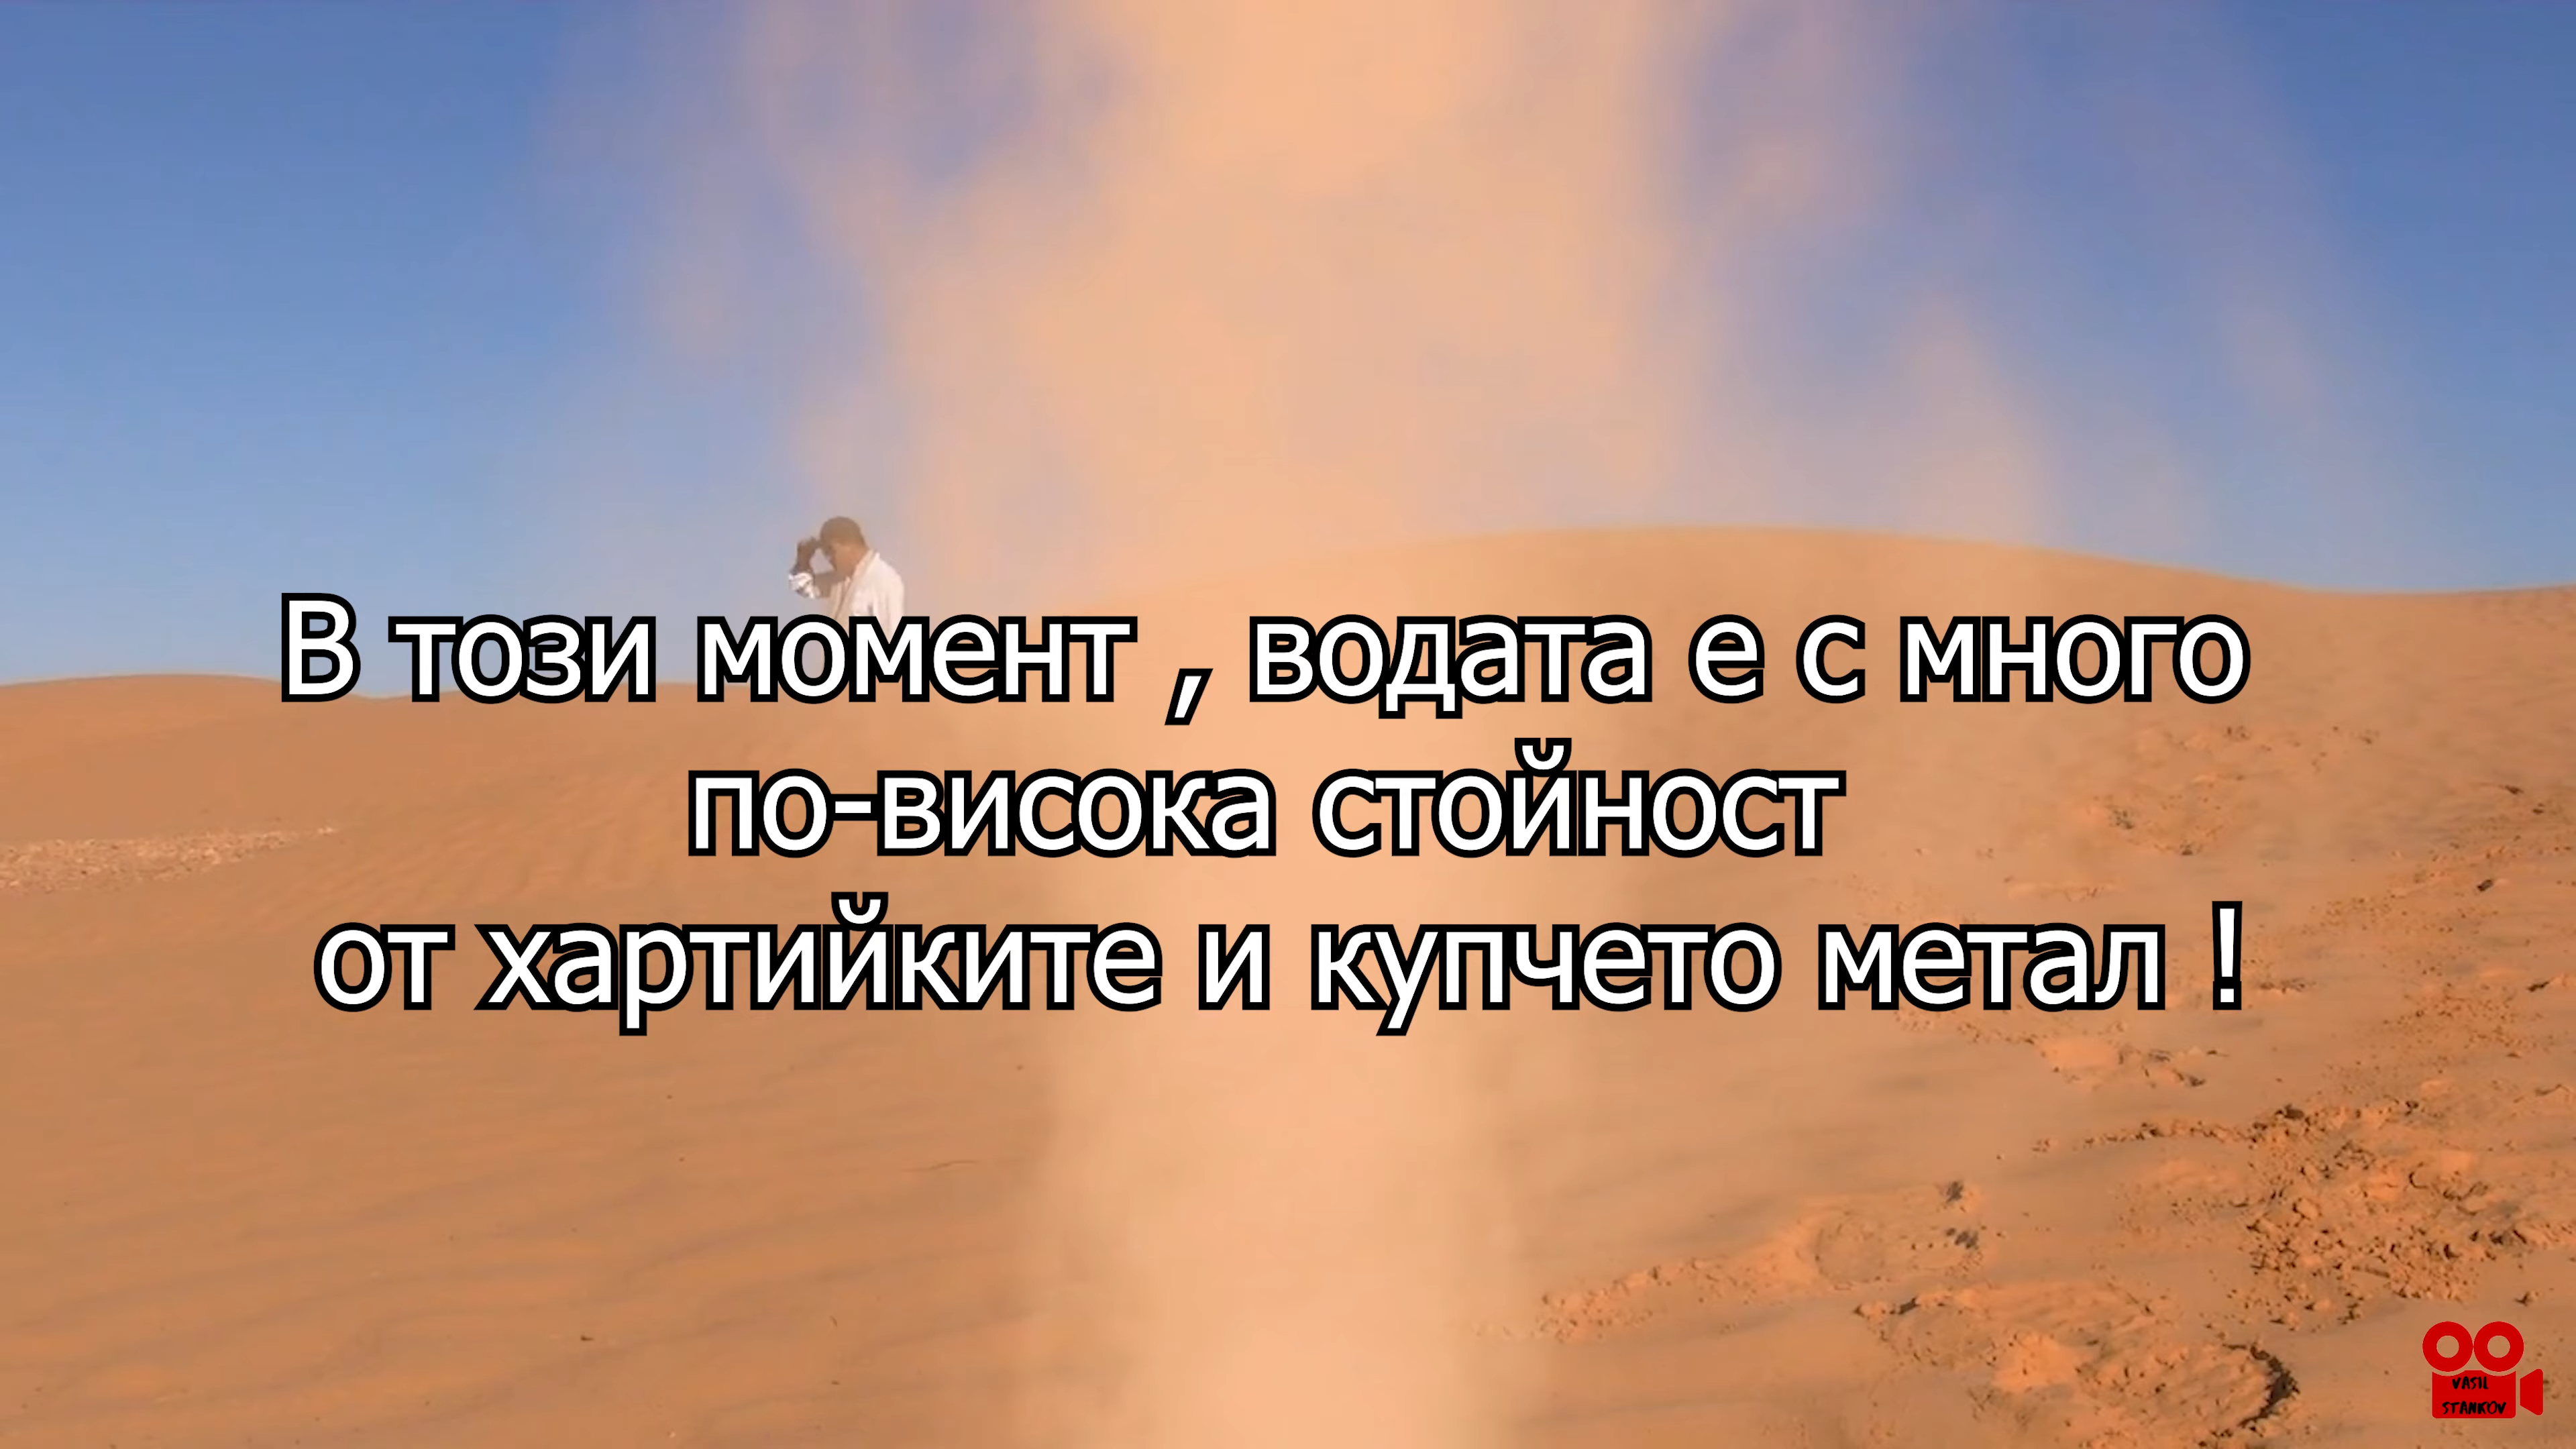 В този момент , водата е с много
по-висока стойност
от хартийките и купчето метал !
VASIL
STANKOV